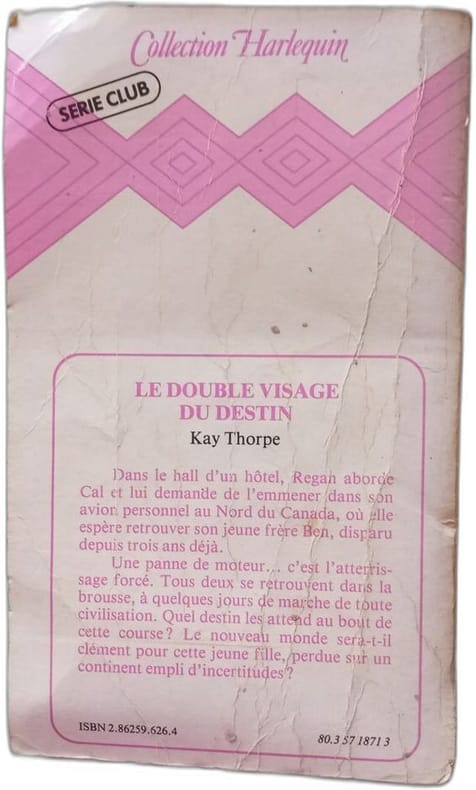 Collection Harlequin
SERIE CLUB
LE DOUBLE VISAGE
DU DESTIN
Kay Thorpe
Dans le hall d'un hôtel, Regan aborde
Cal et lui demande de l'emmener dans son
avion personnel au Nord du Canada, où elle
espère retrouver son jeune frère Ben, disparu
depuis trois ans déjà.
Une panne de moteur... c'est l'atterris-
sage forcé. Tous deux se retrouvent dans la
brousse, à quelques jours de marche de toute
civilisation. Quel destin les attend au bout de
cette course? Le nouveau monde sera-t-il
clément pour cette jeune fille, perdue sur un
continent empli d'incertitudes?
ISBN 2.86259.626.4
80.3 57 1871 3